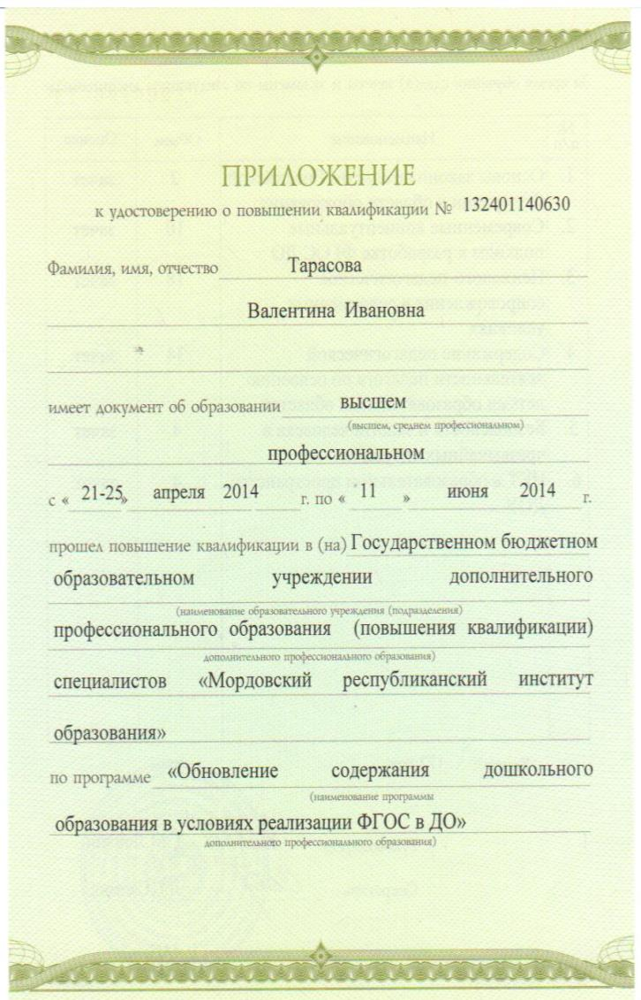 ПРИЛОЖЕНИЕ
к удостоверению о повышении квалификации № 132401140630
Фамилия, имя, отчество Тарасова
Валентина Ивановна
имеет документ об образовании высшем
(высшем, среднем профессиональном)
профессиональном
с « 21-25» апреля 2014 г. по « 11 » июня 2014 г.
прошел повышение квалификации в (на) Государственном бюджетном
образовательном учреждении дополнительного
(наименование образовательного учреждения (подразделения)
профессионального образования (повышения квалификации)
дополнительного профессионального образования)
специалистов «Мордовский республиканский институт
образования»
по программе «Обновление содержания дошкольного
(наименование программы
образования в условиях реализации ФГОС в ДО»
дополнительного профессионального образования)